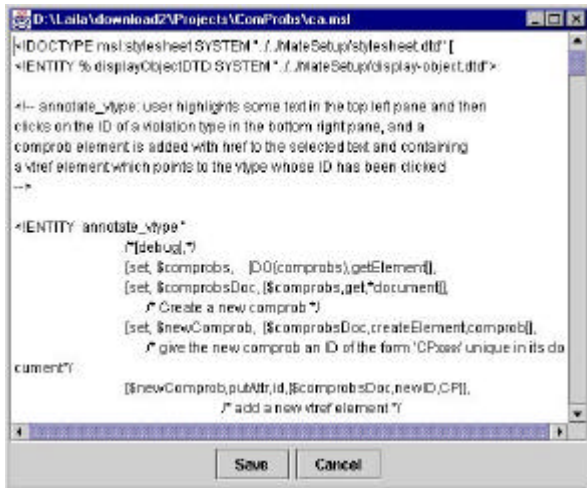 D:\Laila\download2\Projects\ComProbs\ca.msl
<!DOCTYPE msl:stylesheet SYSTEM "../../MateSetup/stylesheet.dtd" [
<!ENTITY % displayObjectDTD SYSTEM "../../MateSetup/display-object.dtd">
<!-- annotate_vtype: user highlights some text in the top left pane and then
clicks on the ID of a violation type in the bottom right pane, and a
comprob element is added with href to the selected text and containing
a vtref element which points to the vtype whose ID has been clicked
-->
<!ENTITY annotate_vtype "
/*[debug],*/
[set, $comprobs, [DO(comprobs),getElement]],
[set, $comprobsDoc, [$comprobs,get,*document]],
/* Create a new comprob */
[set, $newComprob, [$comprobsDoc,createElement,comprob]],
/* give the new comprob an ID of the form 'CPxxx' unique in its do
cument*/
[$newComprob,putAttr,id,[$comprobsDoc,newID,CP]],
/* add a new vtref element */
Save Cancel